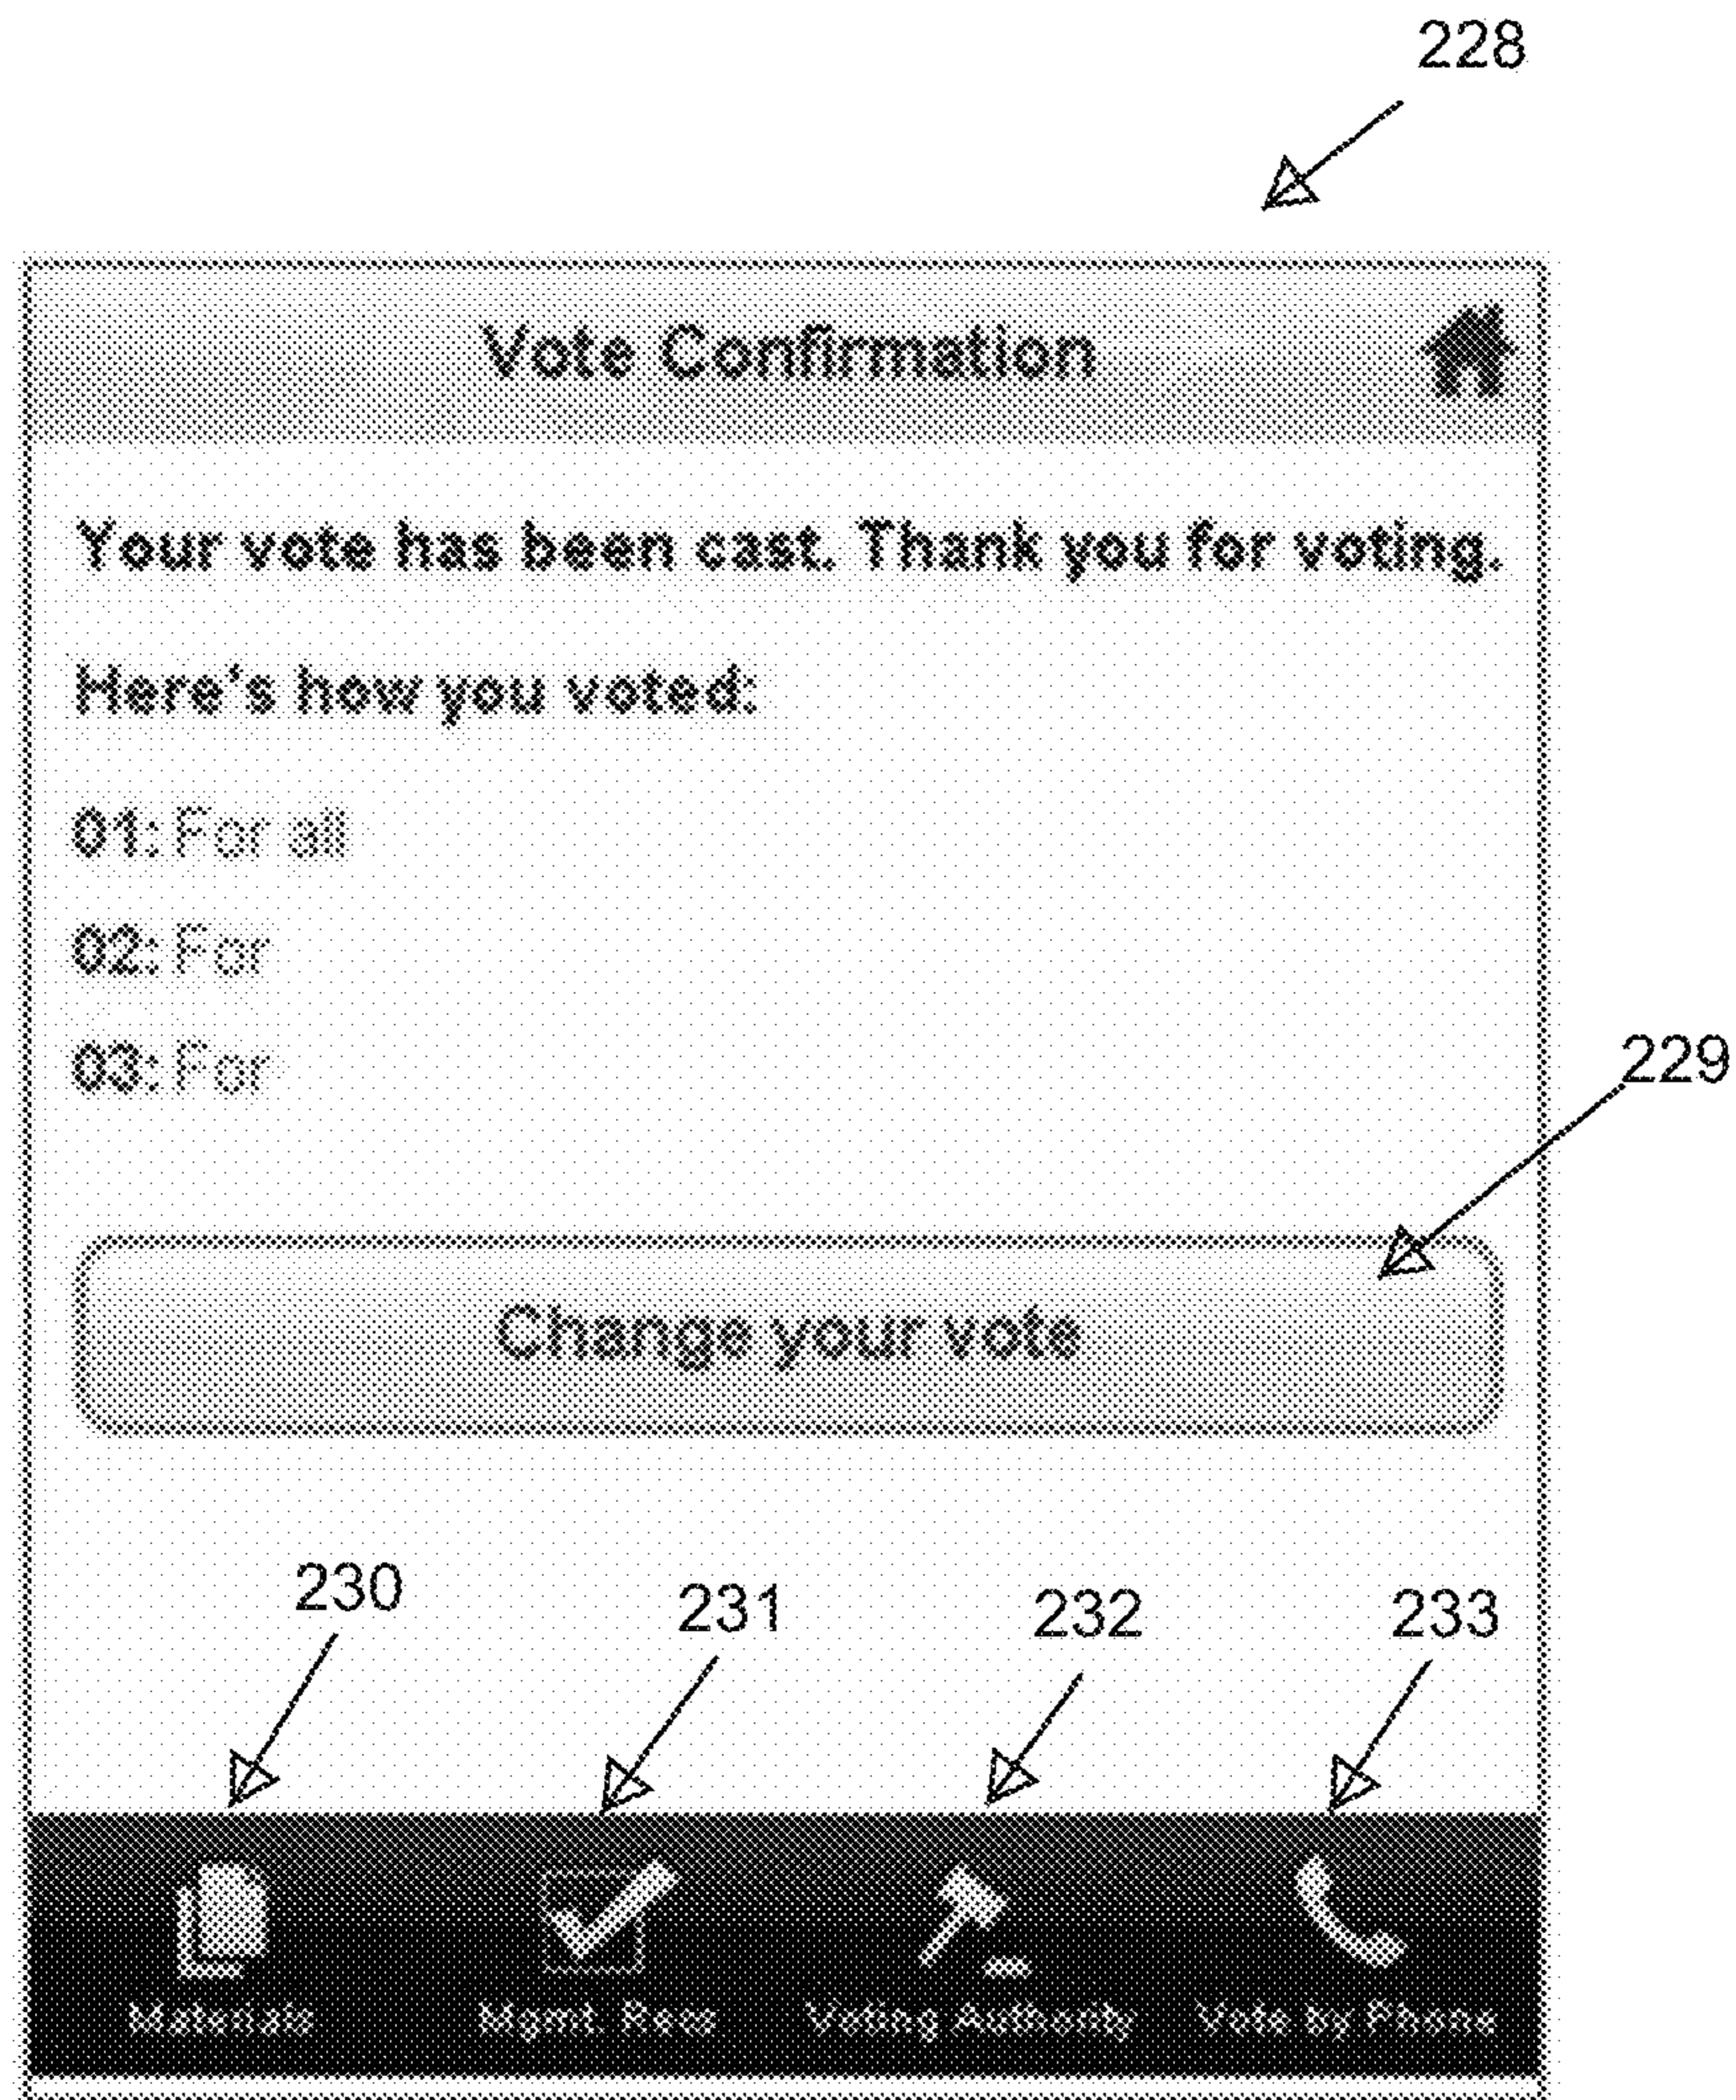 228
Vote Confirmation
Your vote has been cast. Thank you for voting.
Here's how you voted:
01: For all
02: For
03: For
229
Change your vote
230 231 232 233
Materials Mgmt. Recs Voting Authority Vote by Phone